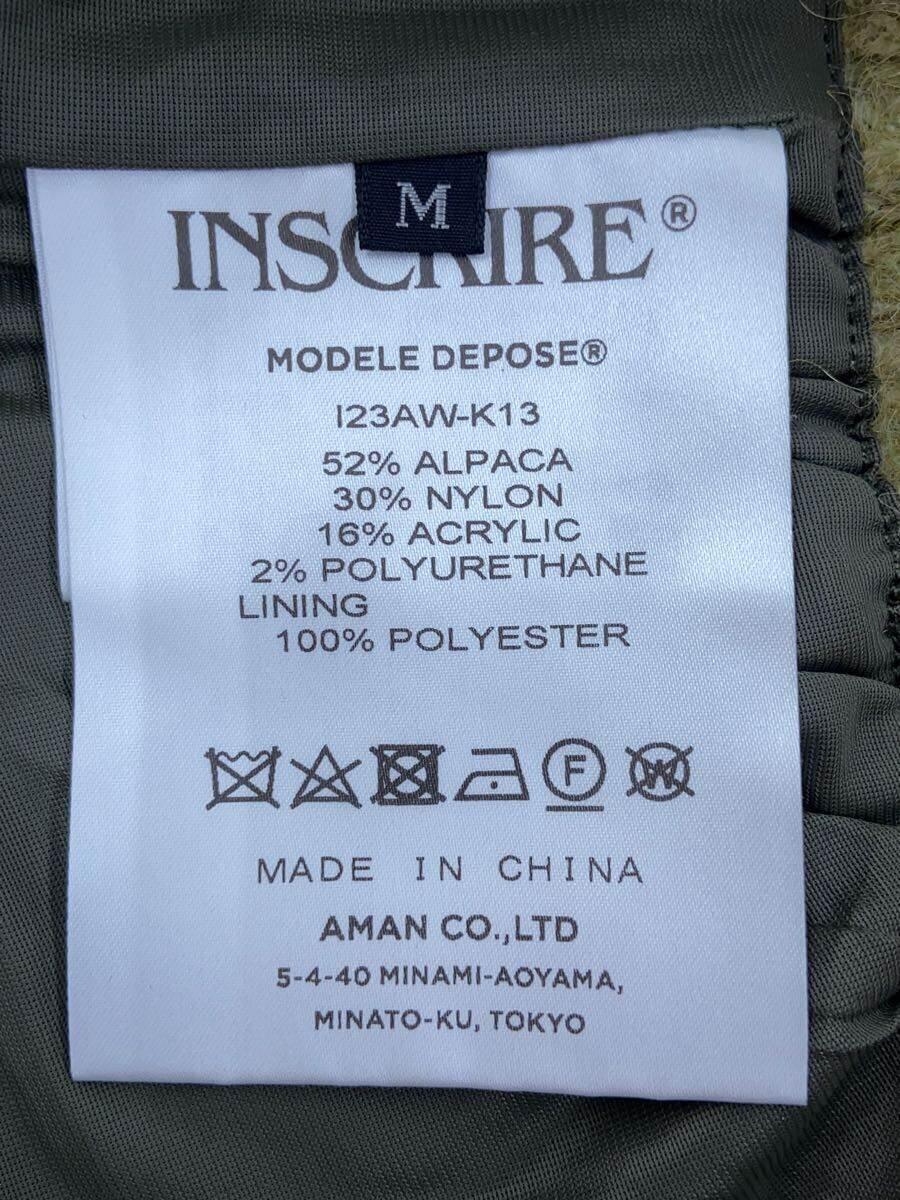 M
INSCRIRE®
MODELE DEPOSE®
I23AW-K13
52% ALPACA
30% NYLON
16% ACRYLIC
2% POLYURETHANE
LINING
100% POLYESTER
F
W
MADE IN CHINA
AMAN CO.,LTD
5-4-40 MINAMI-AOYAMA,
MINATO-KU, TOKYO